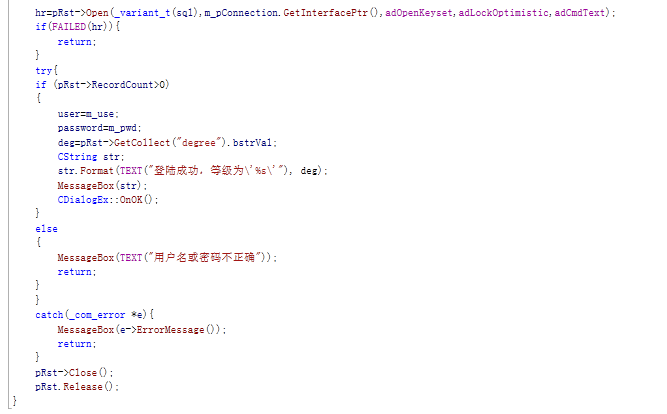 hr=pRst->Open(_variant_t(sql),m_pConnection.GetInterfacePtr(),adOpenKeyset,adLockOptimistic,adCmdText);
if(FAILED(hr)){
return;
}
try{
if (pRst->RecordCount>0)
{
user=m_use;
password=m_pwd;
deg=pRst->GetCollect("degree").bstrVal;
CString str;
str.Format(TEXT("登陆成功，等级为\'%s\'"), deg);
MessageBox(str);
CDialogEx::OnOK();
}
else
{
MessageBox(TEXT("用户名或密码不正确"));
return;
}
}
catch(_com_error *e){
MessageBox(e->ErrorMessage());
return;
}
pRst->Close();
pRst.Release();
}